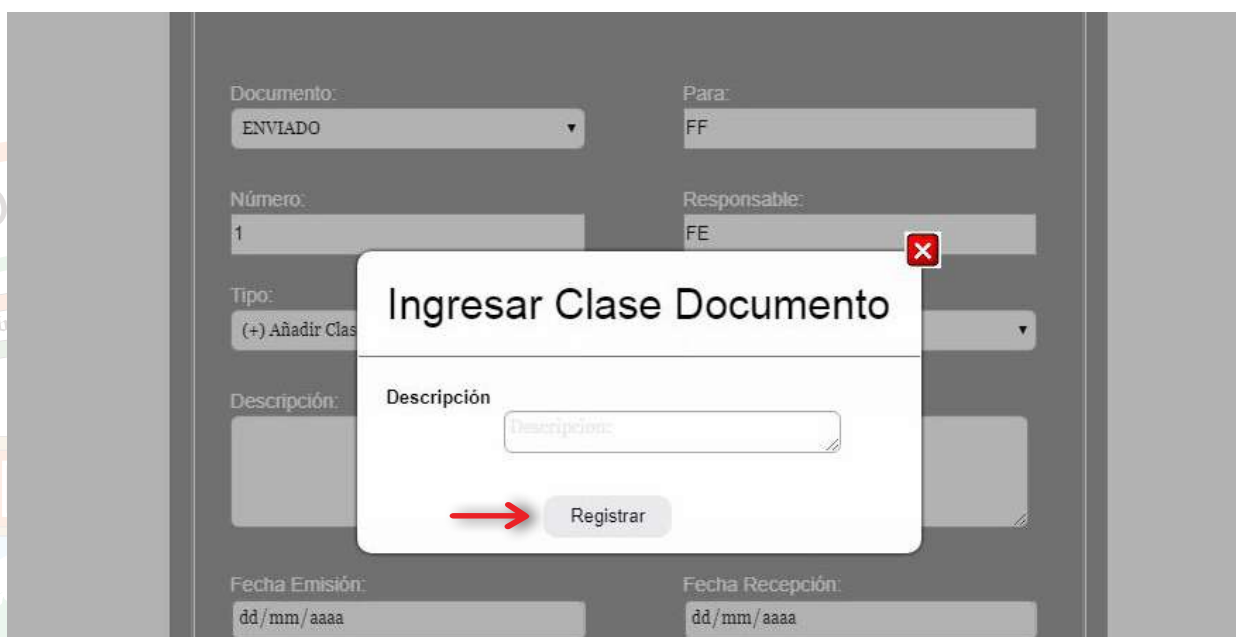 Documento:
Para:
ENVIADO
FF
Número:
Responsable:
1
FE
Tipo:
Ingresar Clase Documento
(+) Añadir Clas
Descripción:
Descripción
Descripcion:
Registrar
Fecha Emisión:
Fecha Recepción:
dd/mm/aaaa
dd/mm/aaaa